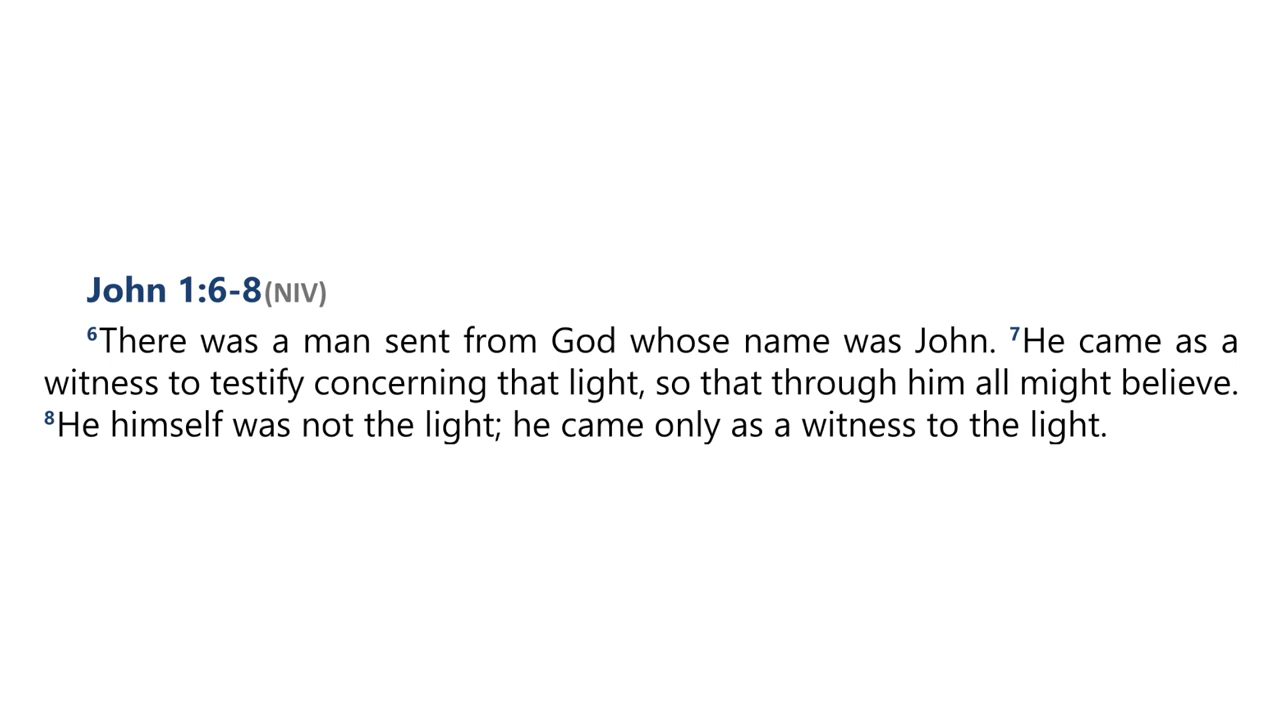 John 1:6-8(NIV)
⁶There was a man sent from God whose name was John. ⁷He came as a
witness to testify concerning that light, so that through him all might believe.
⁸He himself was not the light; he came only as a witness to the light.